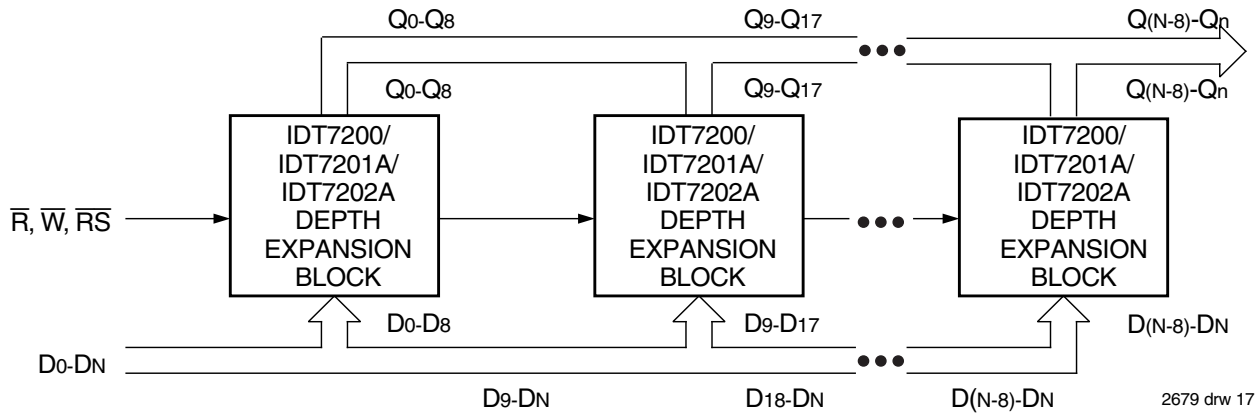 Q0-Q8 Q9-Q17 Q(N-8)-Qn
Q0-Q8 Q9-Q17 Q(N-8)-Qn
IDT7200/
IDT7201A/
IDT7202A
DEPTH
EXPANSION
BLOCK
IDT7200/
IDT7201A/
IDT7202A
DEPTH
EXPANSION
BLOCK
IDT7200/
IDT7201A/
IDT7202A
DEPTH
EXPANSION
BLOCK
R̅, W̅, R̅S̅
D0-D8 D9-D17 D(N-8)-DN
D0-DN
D9-DN D18-DN D(N-8)-DN
2679 drw 17